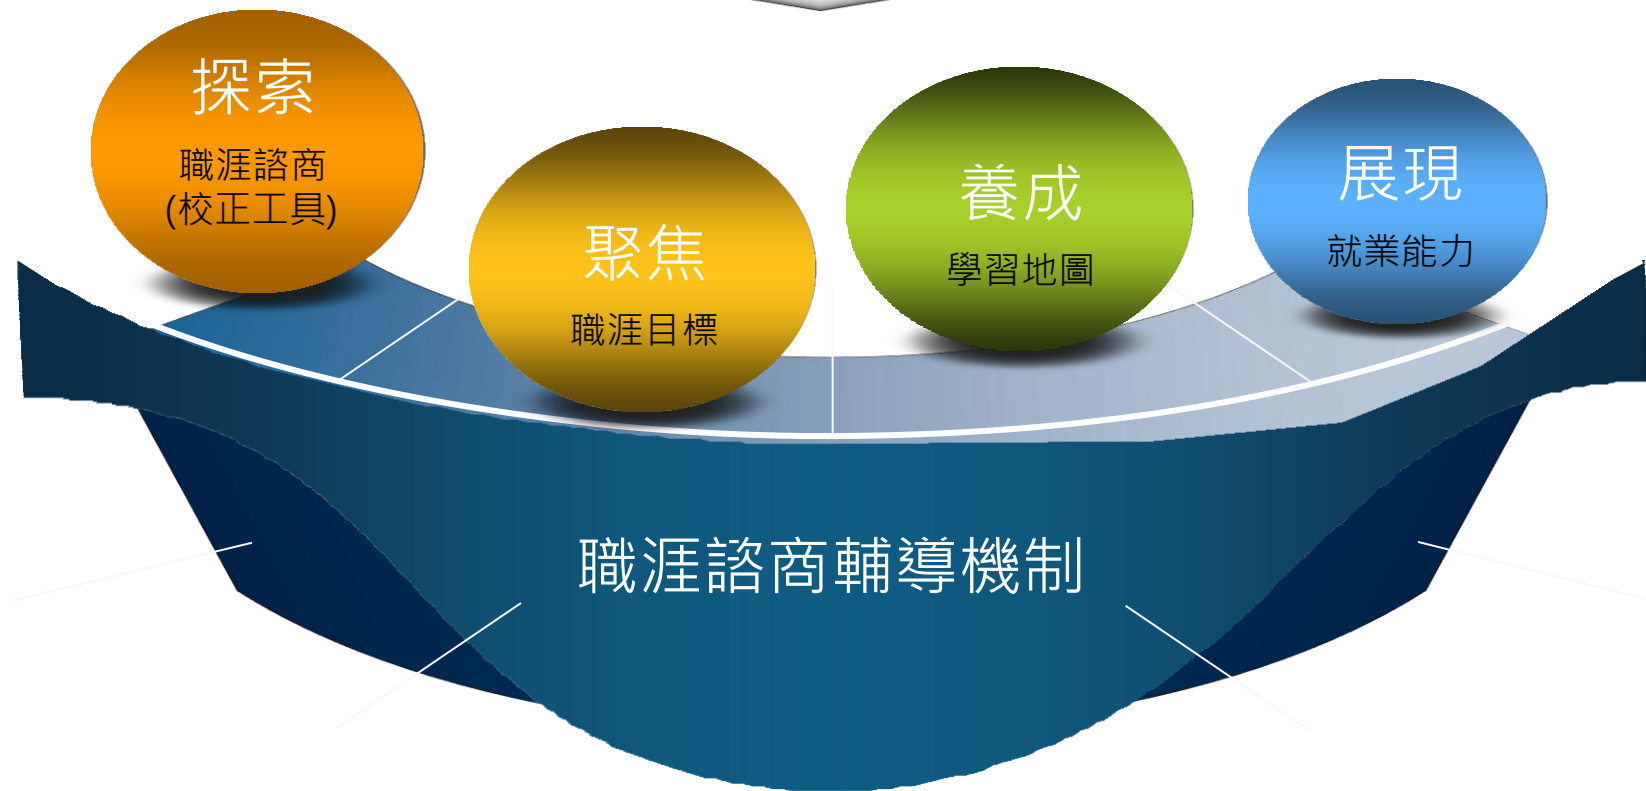 探索
職涯諮商
(校正工具)
聚焦
職涯目標
養成
學習地圖
展現
就業能力
職涯諮商輔導機制